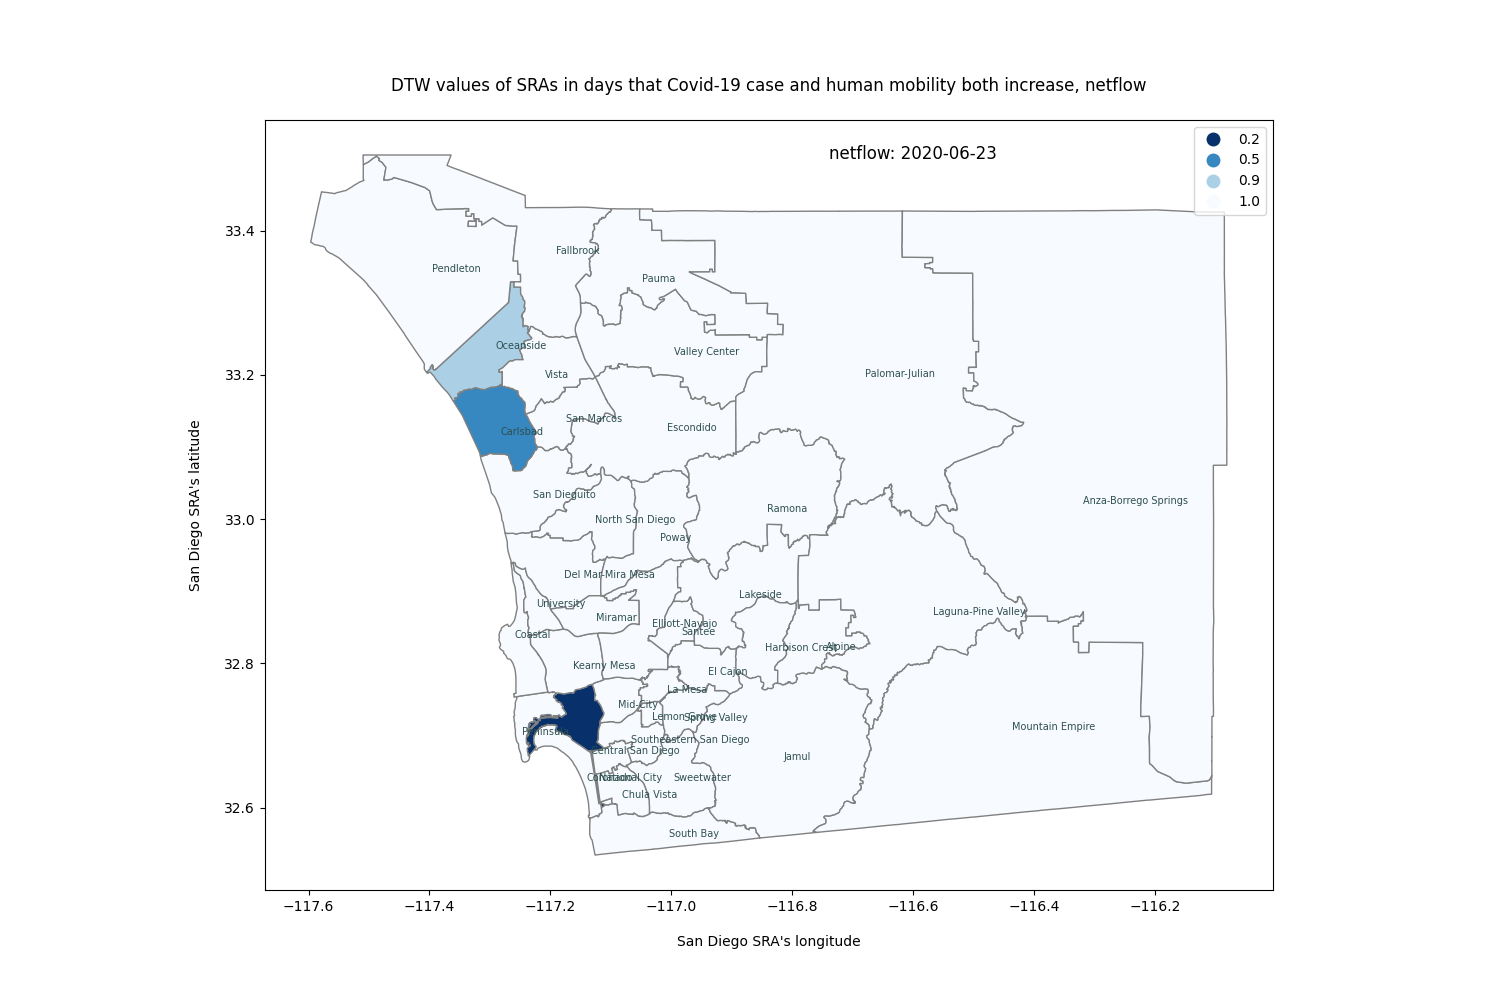 DTW values of SRAs in days that Covid-19 case and human mobility both increase, netflow
netflow: 2020-06-23
0.2
0.5
0.9
1.0
33.4
33.2
33.0
32.8
32.6
San Diego SRA's latitude
Fallbrook
Pendleton
Pauma
Oceanside
Valley Center
Vista
Palomar-Julian
San Marcos
Escondido
Carlsbad
San Dieguito
Anza-Borrego Springs
Ramona
North San Diego
Poway
Del Mar-Mira Mesa
Lakeside
University
Laguna-Pine Valley
Miramar
Elliott-Navajo
Santee
Coastal
Harbison Crest
Alpine
Kearny Mesa
El Cajon
La Mesa
Mid-City
Lemon Grove
Spring Valley
Mountain Empire
Peninsula
Southeastern San Diego
Central San Diego
Jamul
Coronado
National City
Sweetwater
Chula Vista
South Bay
−117.6
−117.4
−117.2
−117.0
−116.8
−116.6
−116.4
−116.2
San Diego SRA's longitude